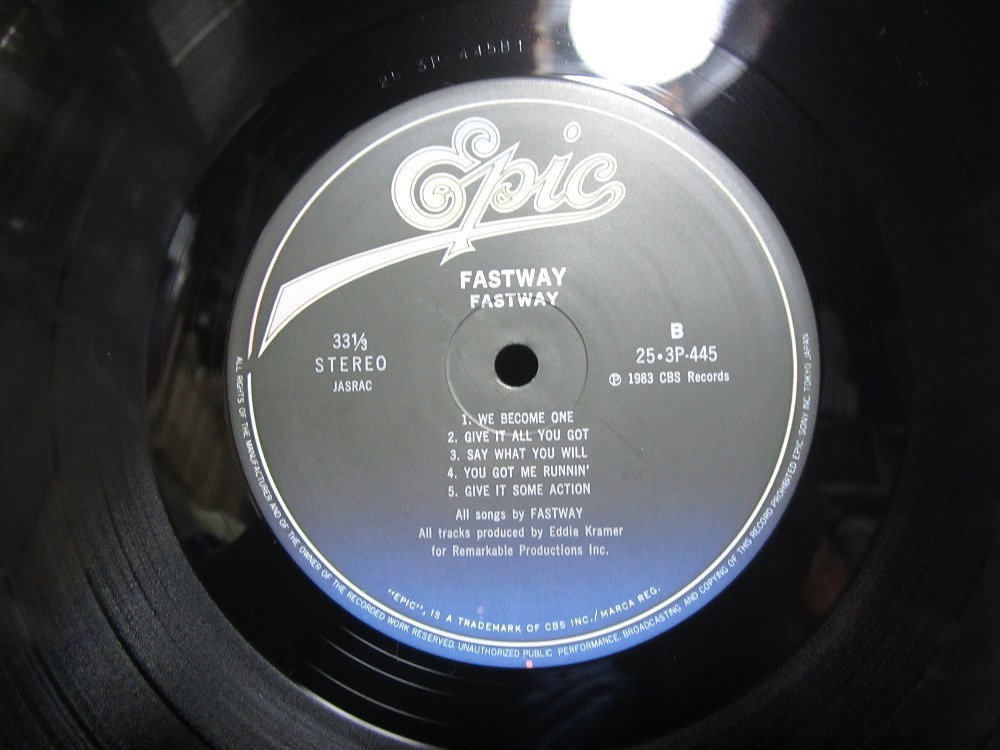 25-3P-445B1
Epic
FASTWAY
FASTWAY
33⅓
STEREO
JASRAC
B
25•3P-445
℗ 1983 CBS Records
1. WE BECOME ONE
2. GIVE IT ALL YOU GOT
3. SAY WHAT YOU WILL
4. YOU GOT ME RUNNIN'
5. GIVE IT SOME ACTION
All songs by FASTWAY
All tracks produced by Eddie Kramer
for Remarkable Productions Inc.
"EPIC", IS A TRADEMARK OF CBS INC./MARCA REG.
ALL RIGHTS OF THE MANUFACTURER AND OF THE OWNER OF THE RECORDED WORK RESERVED. UNAUTHORIZED PUBLIC PERFORMANCE. BROADCASTING AND COPYING OF THIS RECORD PROHIBITED EPIC SONY INC. TOKYO JAPAN